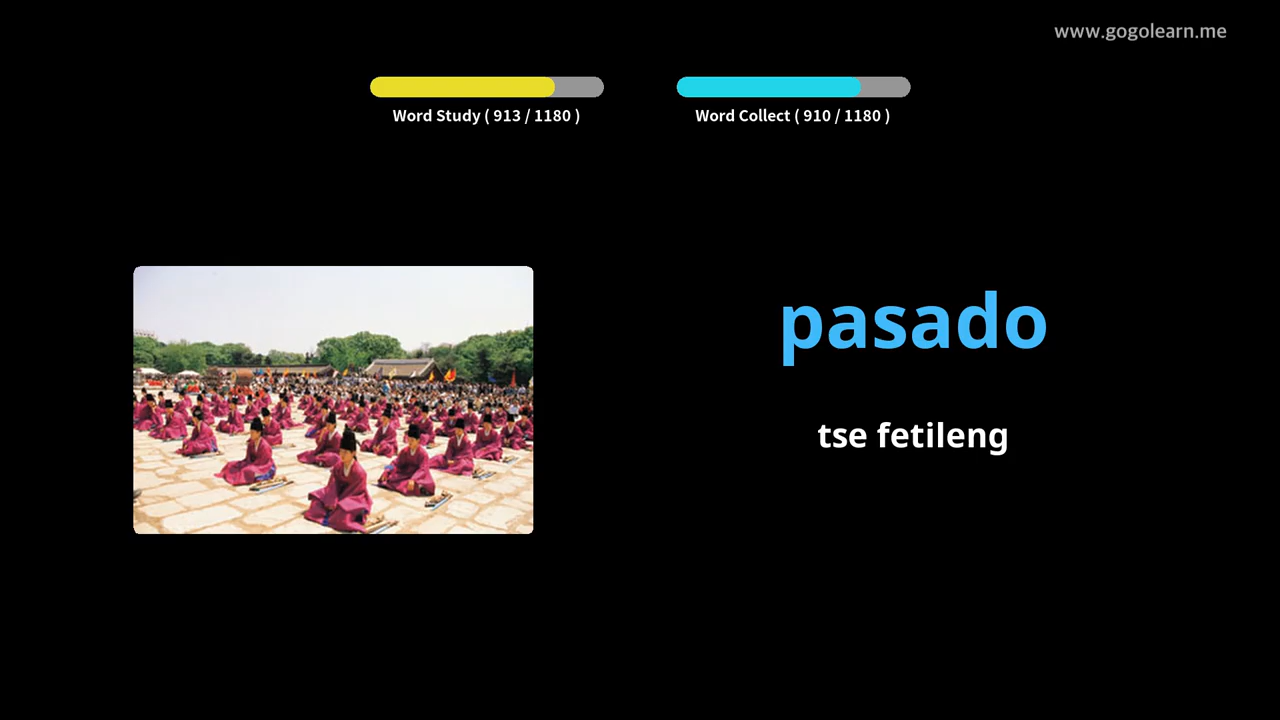 www.gogolearn.me
Word Study ( 913 / 1180 )
Word Collect ( 910 / 1180 )
pasado
tse fetileng